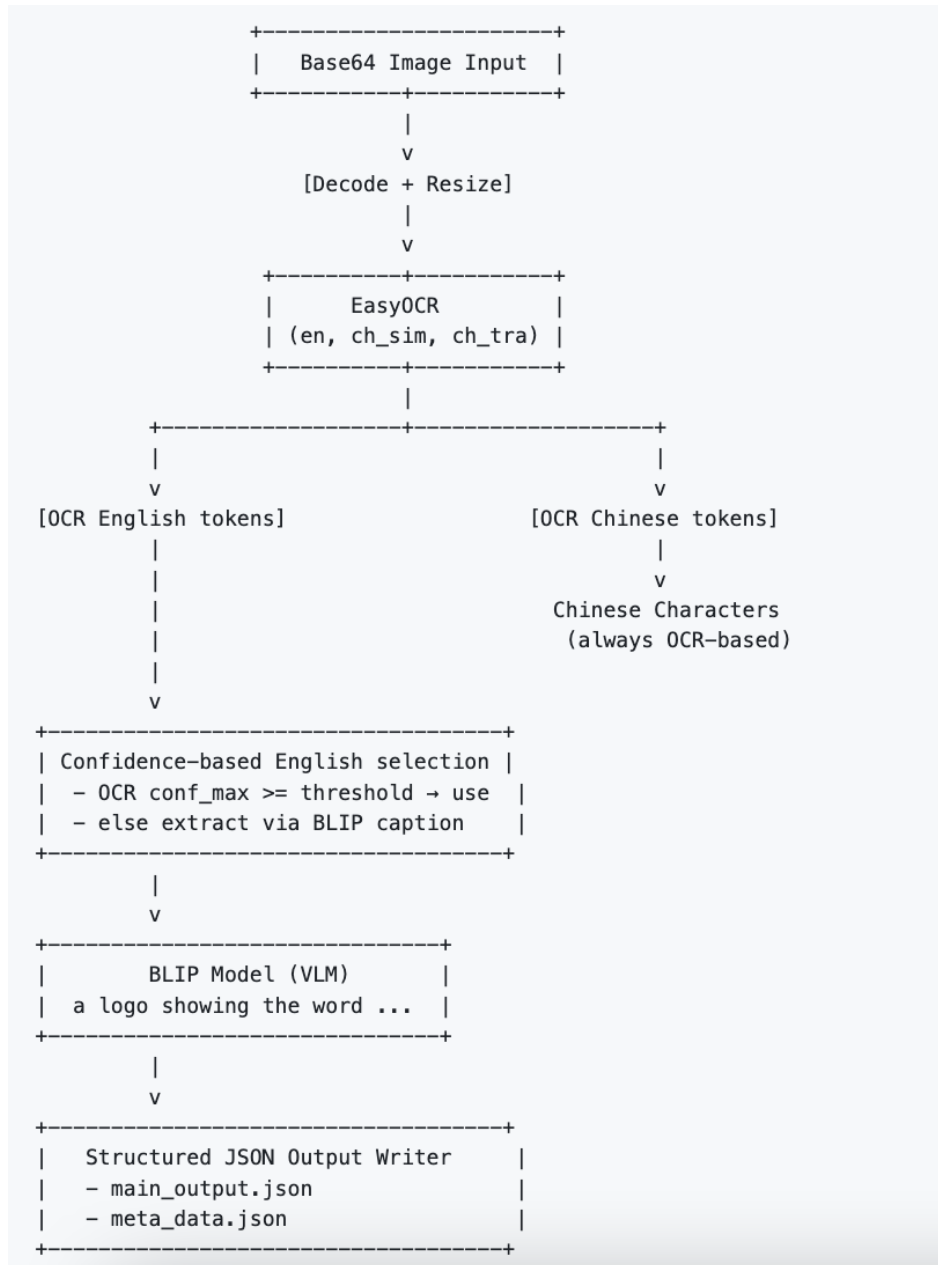 Base64 Image Input
[Decode + Resize]
EasyOCR
(en, ch_sim, ch_tra)
[OCR English tokens] [OCR Chinese tokens]
Chinese Characters
(always OCR-based)
Confidence-based English selection
- OCR conf_max >= threshold → use
- else extract via BLIP caption
BLIP Model (VLM)
a logo showing the word ...
Structured JSON Output Writer
- main_output.json
- meta_data.json